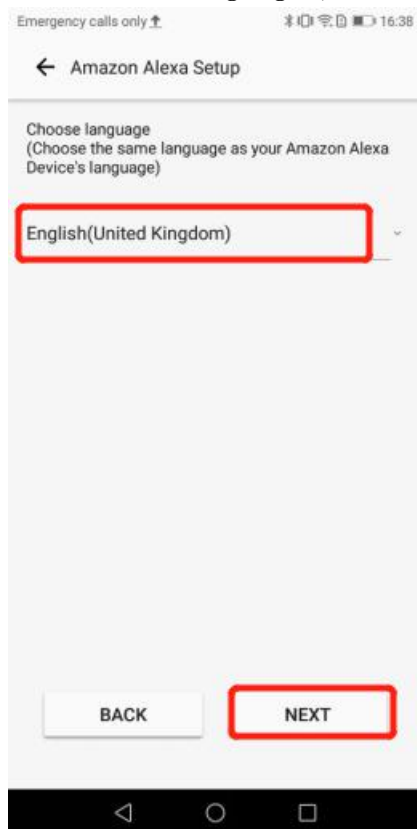 Emergency calls only
16:38
Amazon Alexa Setup
Choose language
(Choose the same language as your Amazon Alexa
Device's language)
English(United Kingdom)
BACK
NEXT